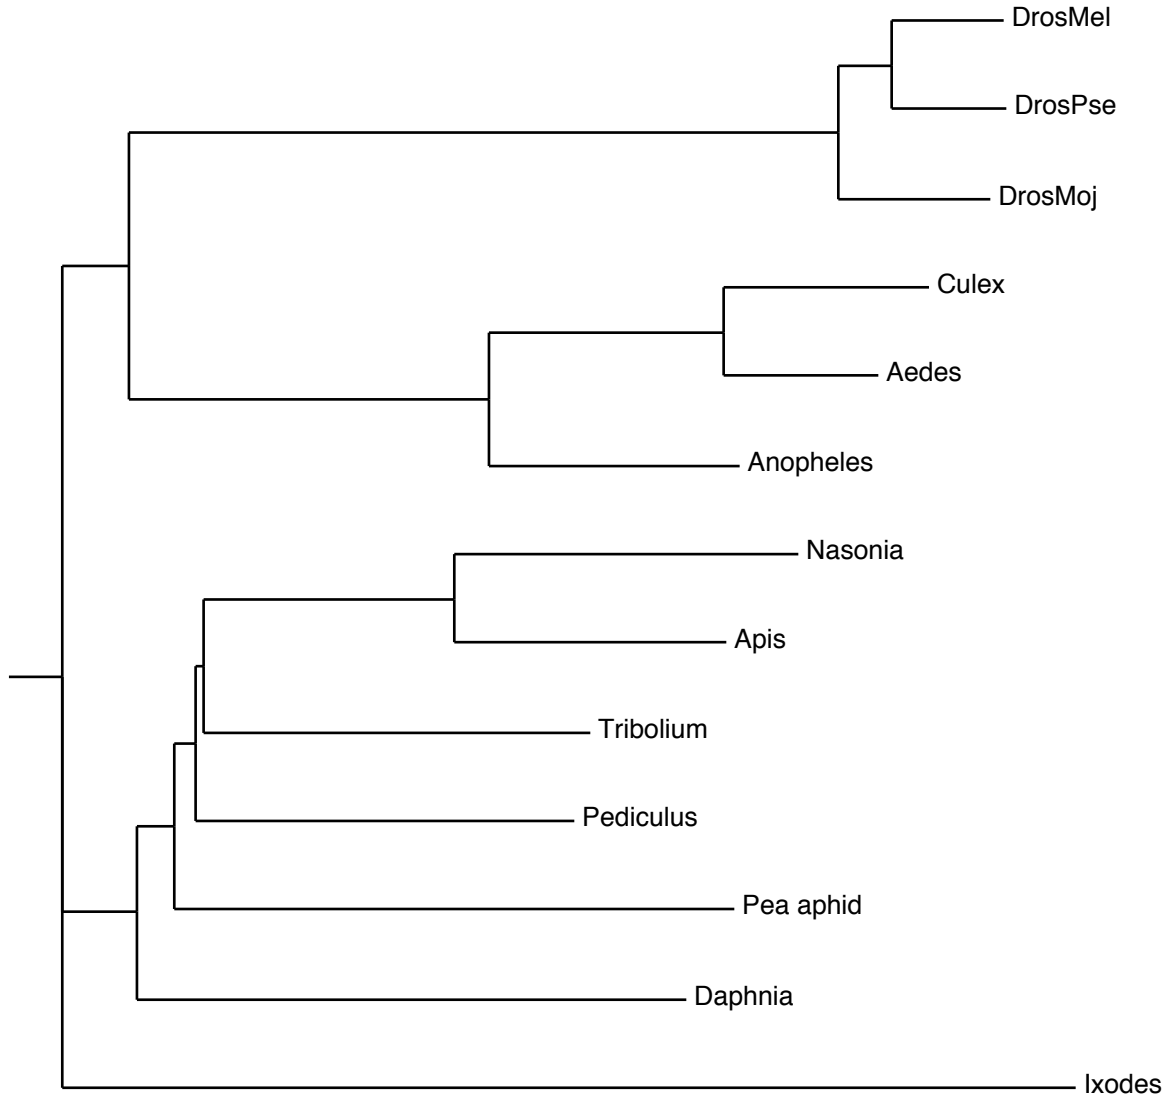 DrosMel
DrosPse
DrosMoj
Culex
Aedes
Anopheles
Nasonia
Apis
Tribolium
Pediculus
Pea aphid
Daphnia
Ixodes